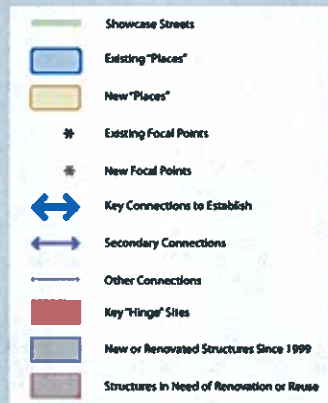 Showcase Streets
Existing "Places"
New "Places"
Existing Focal Points
New Focal Points
Key Connections to Establish
Secondary Connections
Other Connections
Key "Hinge" Sites
New or Renovated Structures Since 1999
Structures in Need of Renovation or Reuse